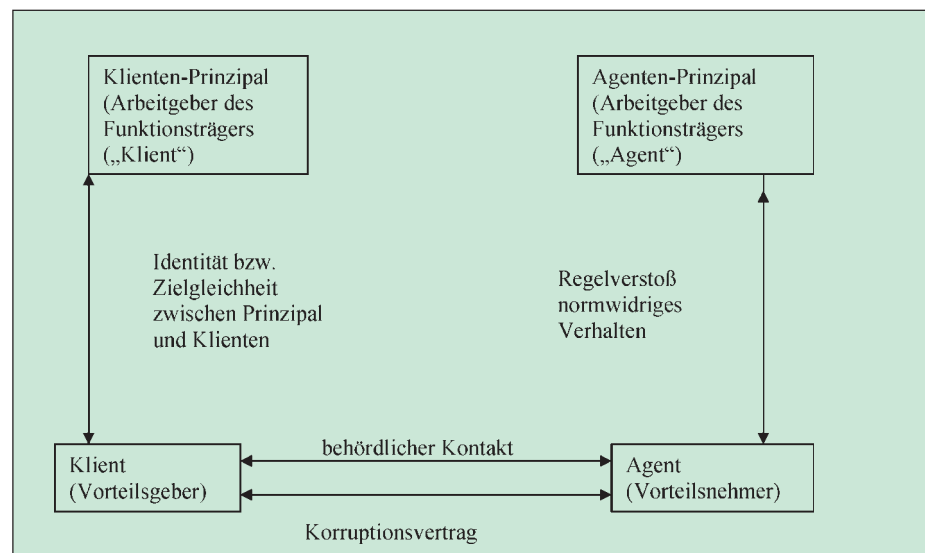 Klienten-Prinzipal
(Arbeitgeber des
Funktionsträgers
(„Klient“)
Agenten-Prinzipal
(Arbeitgeber des
Funktionsträgers
(„Agent“)
Identität bzw.
Zielgleichheit
zwischen Prinzipal
und Klienten
Regelverstoß
normwidriges
Verhalten
Klient
(Vorteilsgeber)
behördlicher Kontakt
Agent
(Vorteilsnehmer)
Korruptionsvertrag